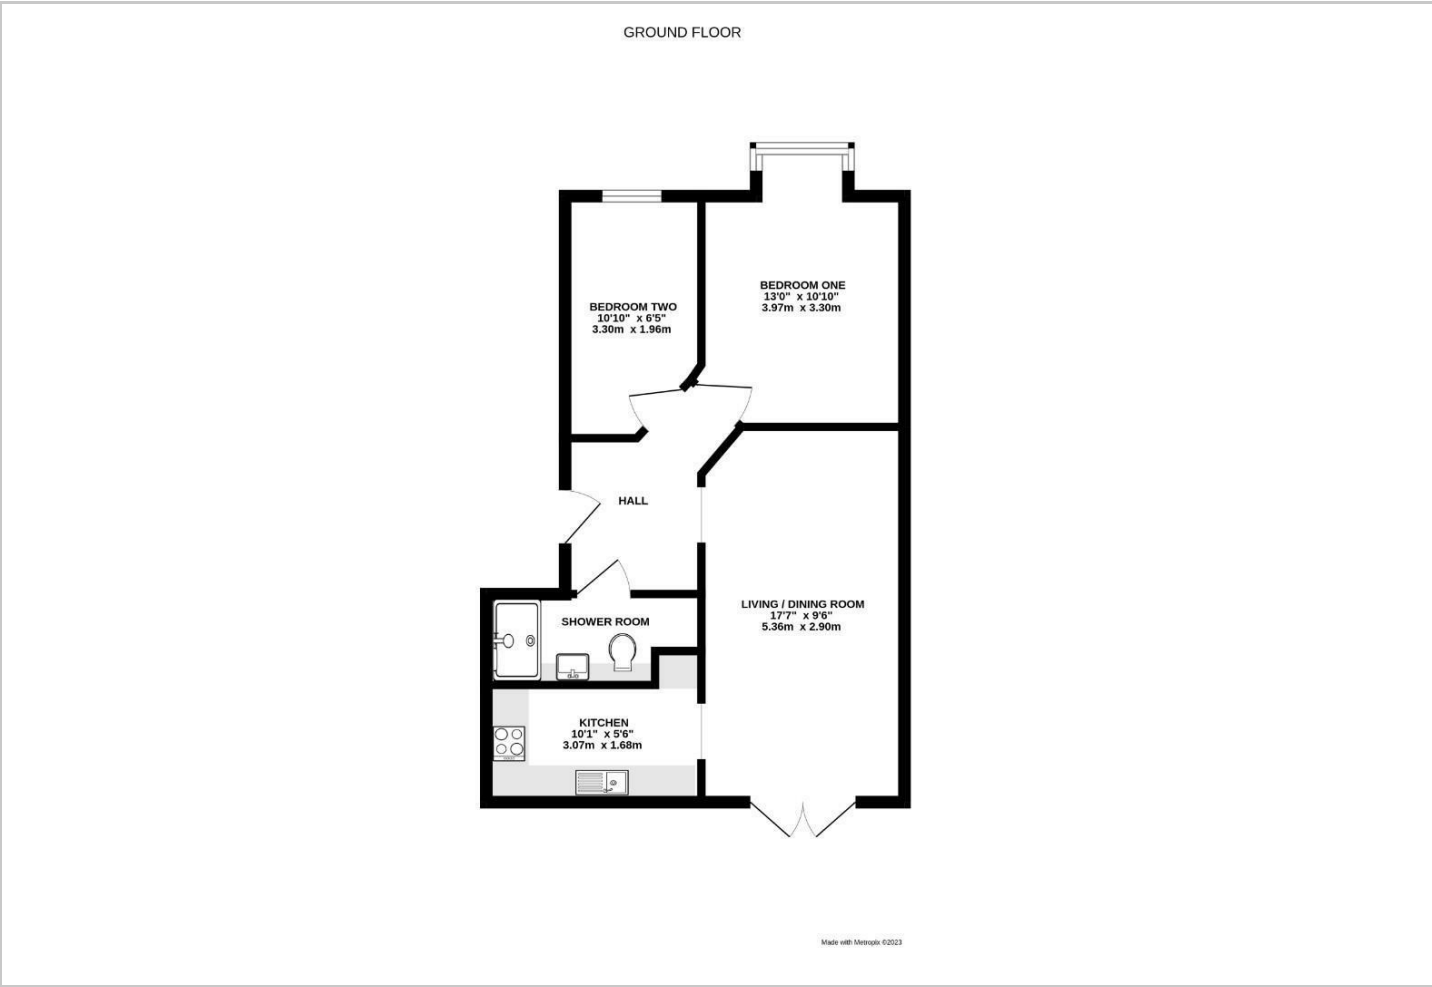 GROUND FLOOR
BEDROOM ONE
13'0" x 10'10"
3.97m x 3.30m
BEDROOM TWO
10'10" x 6'5"
3.30m x 1.96m
HALL
LIVING / DINING ROOM
17'7" x 9'6"
5.36m x 2.90m
SHOWER ROOM
KITCHEN
10'1" x 5'6"
3.07m x 1.68m
Made with Metropix ©2023